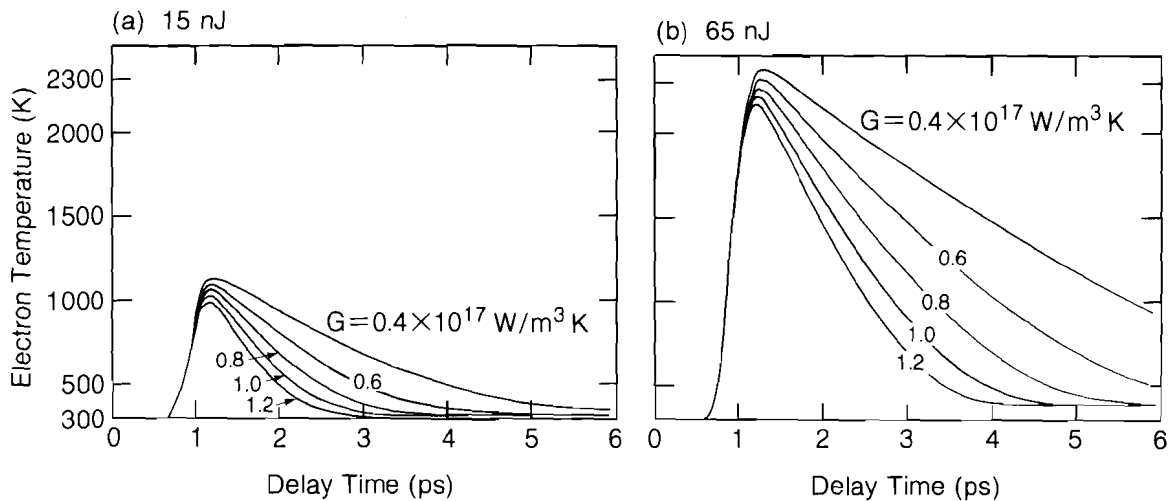 (a) 15 nJ
2300
2000
1500
1000
500
300
Electron Temperature (K)
G=0.4×10¹⁷ W/m³ K
0.8
1.0
1.2
0.6
0 1 2 3 4 5 6
Delay Time (ps)
(b) 65 nJ
G=0.4×10¹⁷ W/m³ K
0.6
0.8
1.0
1.2
0 1 2 3 4 5 6
Delay Time (ps)